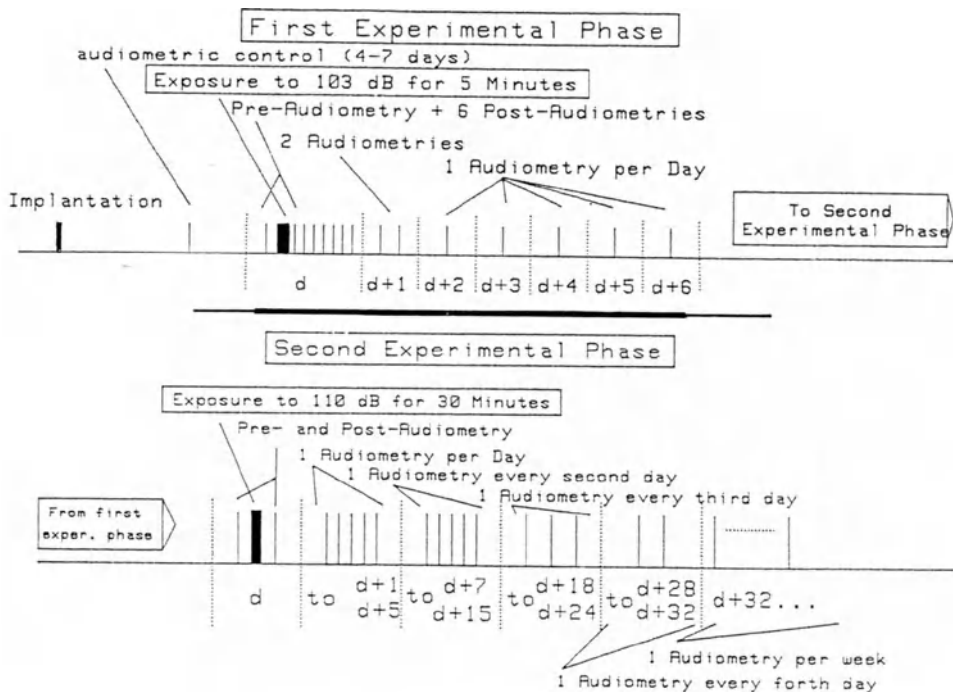 First Experimental Phase
audiometric control (4-7 days)
Exposure to 103 dB for 5 Minutes
Pre-Audiometry + 6 Post-Audiometries
2 Audiometries
1 Audiometry per Day
Implantation
To Second
Experimental Phase
d d+1 d+2 d+3 d+4 d+5 d+6
Second Experimental Phase
Exposure to 110 dB for 30 Minutes
Pre- and Post-Audiometry
1 Audiometry per Day
1 Audiometry every second day
1 Audiometry every third day
From first
exper. phase
d to d+1 d+5 to d+7 d+15 to d+18 d+24 to d+28 d+32 d+32...
1 Audiometry per week
1 Audiometry every forth day